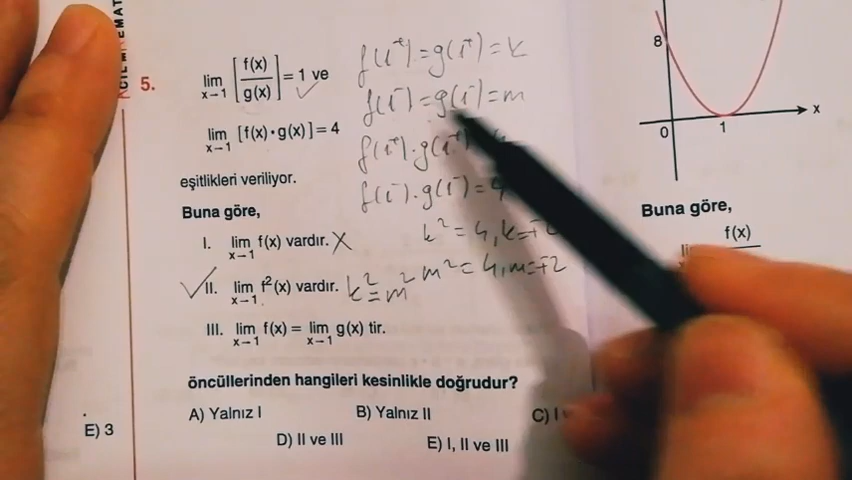 5. lim x→1 [f(x)/g(x)] = 1 ve
lim x→1 [f(x)•g(x)] = 4
eşitlikleri veriliyor.
Buna göre,
I. lim x→1 f(x) vardır. X
II. lim x→1 f²(x) vardır.
III. lim x→1 f(x) = lim x→1 g(x) tir.
öncüllerinden hangileri kesinlikle doğrudur?
A) Yalnız I B) Yalnız II
D) II ve III E) I, II ve III
f(1⁺) = g(1⁺) = k
f(1⁻) = g(1⁻) = m
f(1⁺) . g(1⁺)
f(1⁻) . g(1⁻) = 4
k² = 4, k = ∓2
k² = m² m² = 4, m = ∓2
E) 3
8
0 1 x
Buna göre,
f(x)